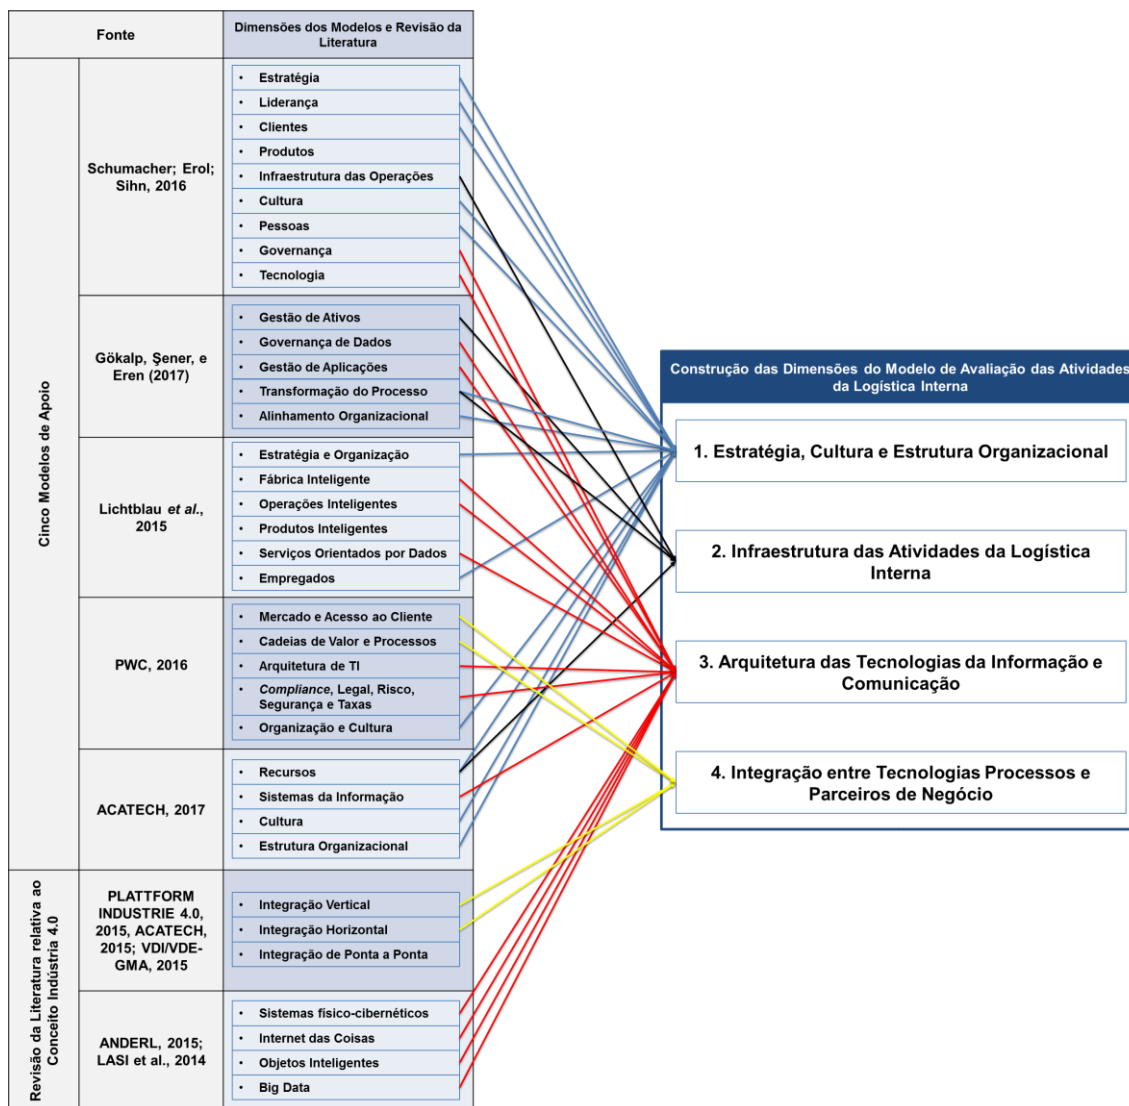 Fonte
Dimensões dos Modelos e Revisão da
Literatura
Cinco Modelos de Apoio
Schumacher; Erol;
Sihn, 2016
• Estratégia
• Liderança
• Clientes
• Produtos
• Infraestrutura das Operações
• Cultura
• Pessoas
• Governança
• Tecnologia
Gökalp, Şener, e
Eren (2017)
• Gestão de Ativos
• Governança de Dados
• Gestão de Aplicações
• Transformação do Processo
• Alinhamento Organizacional
Lichtblau et al.,
2015
• Estratégia e Organização
• Fábrica Inteligente
• Operações Inteligentes
• Produtos Inteligentes
• Serviços Orientados por Dados
• Empregados
PWC, 2016
• Mercado e Acesso ao Cliente
• Cadeias de Valor e Processos
• Arquitetura de TI
• Compliance, Legal, Risco,
Segurança e Taxas
• Organização e Cultura
ACATECH, 2017
• Recursos
• Sistemas da Informação
• Cultura
• Estrutura Organizacional
Revisão da Literatura relativa ao
Conceito Indústria 4.0
PLATTFORM
INDUSTRIE 4.0,
2015, ACATECH,
2015; VDI/VDE-
GMA, 2015
• Integração Vertical
• Integração Horizontal
• Integração de Ponta a Ponta
ANDERL, 2015;
LASI et al., 2014
• Sistemas físico-cibernéticos
• Internet das Coisas
• Objetos Inteligentes
• Big Data
Construção das Dimensões do Modelo de Avaliação das Atividades
da Logística Interna
1. Estratégia, Cultura e Estrutura Organizacional
2. Infraestrutura das Atividades da Logística
Interna
3. Arquitetura das Tecnologias da Informação e
Comunicação
4. Integração entre Tecnologias Processos e
Parceiros de Negócio